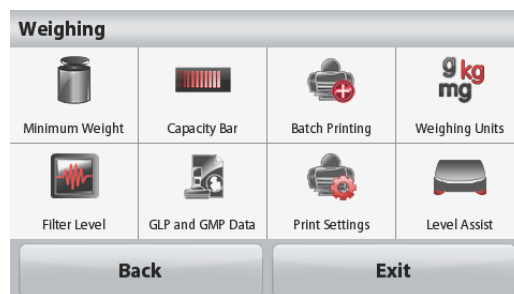 Weighing
g kg
mg
Minimum Weight
Capacity Bar
Batch Printing
Weighing Units
Filter Level
GLP and GMP Data
Print Settings
Level Assist
Back
Exit